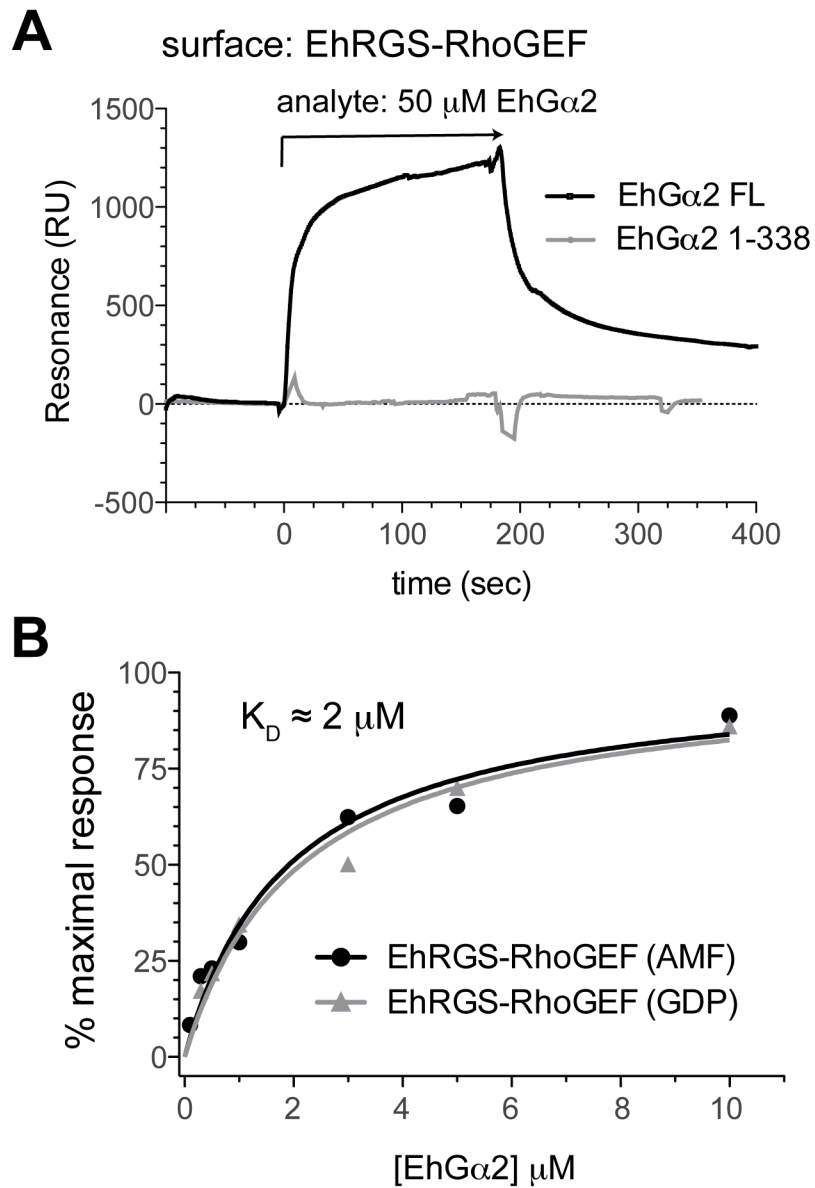 A
surface: EhRGS-RhoGEF
analyte: 50 μM EhGα2
1500
1000
500
0
-500
Resonance (RU)
EhGα2 FL
EhGα2 1-338
0 100 200 300 400
time (sec)
B
100
75
50
25
0
% maximal response
K_D ≈ 2 μM
EhRGS-RhoGEF (AMF)
EhRGS-RhoGEF (GDP)
0 2 4 6 8 10
[EhGα2] μM